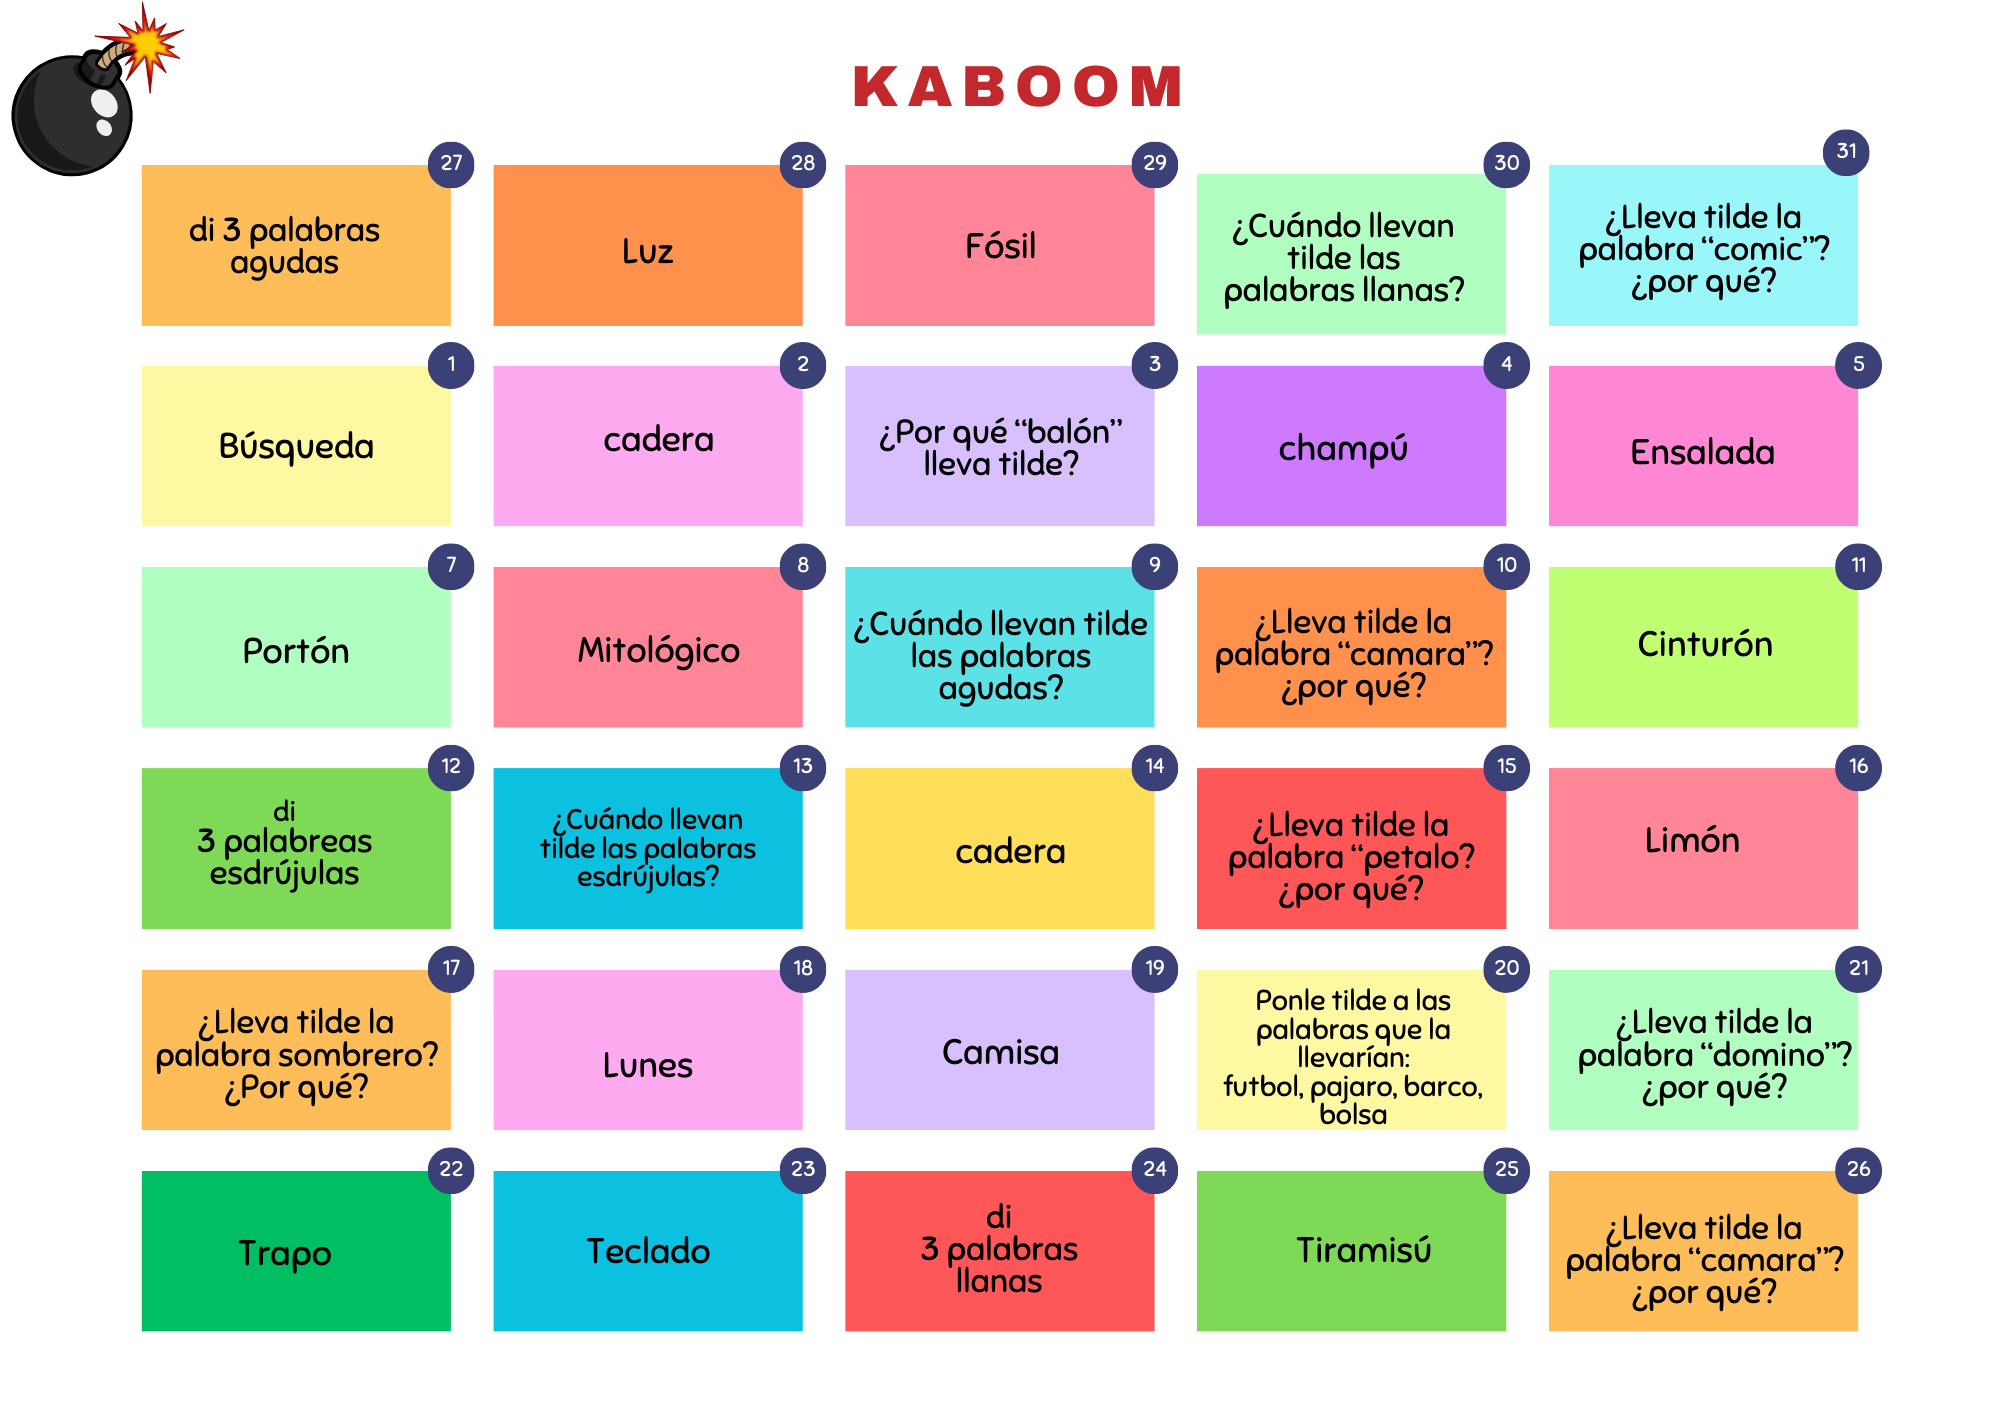 KABOOM
27
di 3 palabras
agudas
28
Luz
29
Fósil
30
¿Cuándo llevan
tilde las
palabras llanas?
31
¿Lleva tilde la
palabra “comic”?
¿por qué?
1
Búsqueda
2
cadera
3
¿Por qué “balón”
lleva tilde?
4
champú
5
Ensalada
7
Portón
8
Mitológico
9
¿Cuándo llevan tilde
las palabras
agudas?
10
¿Lleva tilde la
palabra “camara”?
¿por qué?
11
Cinturón
12
di
3 palabreas
esdrújulas
13
¿Cuándo llevan
tilde las palabras
esdrújulas?
14
cadera
15
¿Lleva tilde la
palabra “petalo?
¿por qué?
16
Limón
17
¿Lleva tilde la
palabra sombrero?
¿Por qué?
18
Lunes
19
Camisa
20
Ponle tilde a las
palabras que la
llevarían:
futbol, pajaro, barco,
bolsa
21
¿Lleva tilde la
palabra “domino”?
¿por qué?
22
Trapo
23
Teclado
24
di
3 palabras
llanas
25
Tiramisú
26
¿Lleva tilde la
palabra “camara”?
¿por qué?